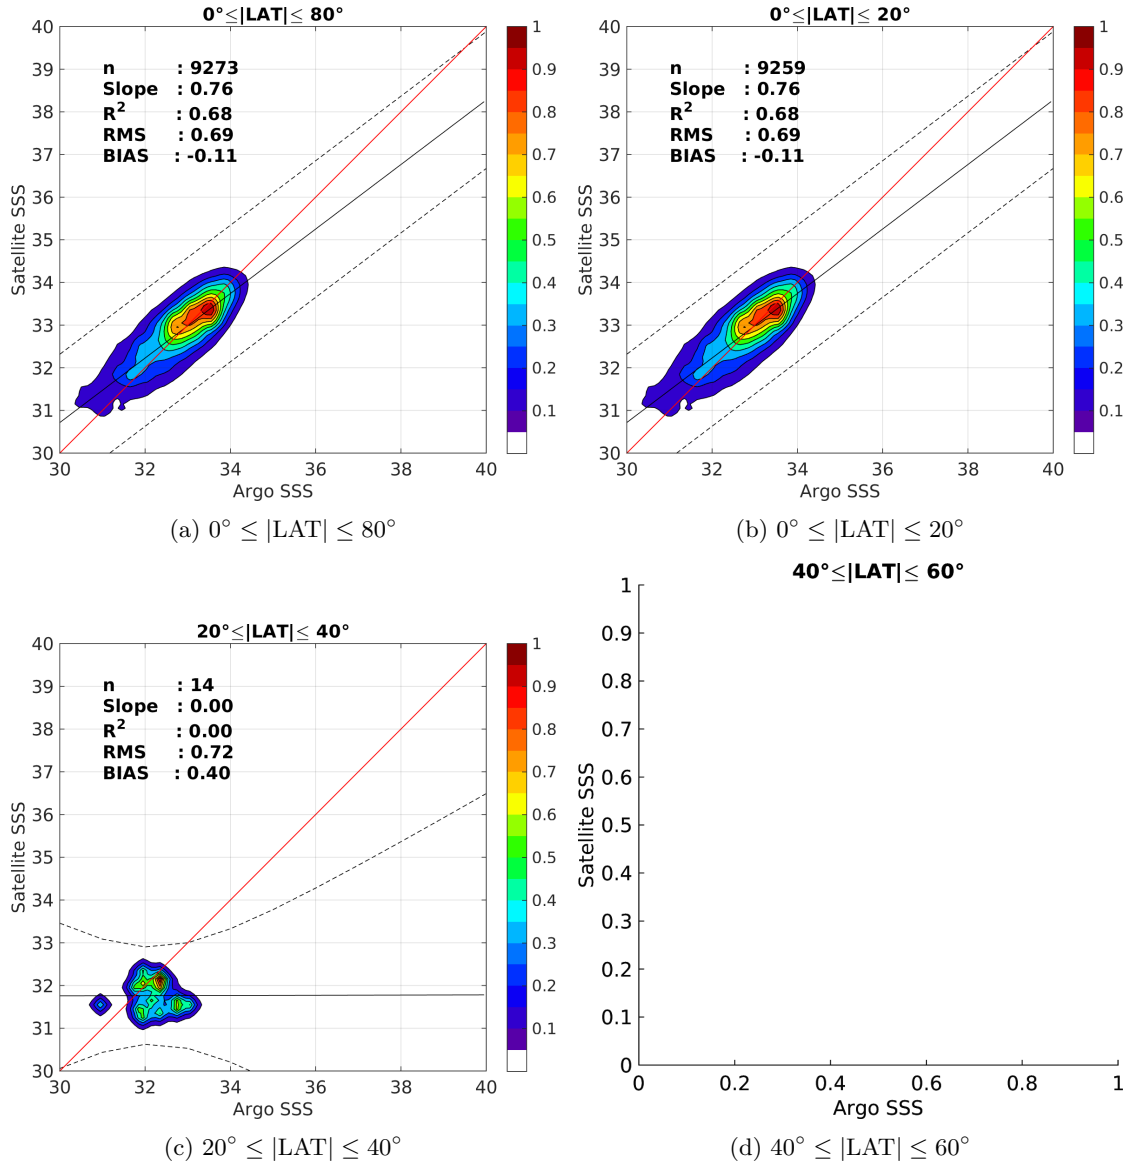 0°≤|LAT|≤ 80°
n : 9273
Slope : 0.76
R² : 0.68
RMS : 0.69
BIAS : -0.11
40
39
38
37
36
35
34
33
32
31
30
30 32 34 36 38 40
Satellite SSS
Argo SSS
1
0.9
0.8
0.7
0.6
0.5
0.4
0.3
0.2
0.1
(a) 0° ≤ |LAT| ≤ 80°
0°≤|LAT|≤ 20°
n : 9259
Slope : 0.76
R² : 0.68
RMS : 0.69
BIAS : -0.11
40
39
38
37
36
35
34
33
32
31
30
30 32 34 36 38 40
Satellite SSS
Argo SSS
1
0.9
0.8
0.7
0.6
0.5
0.4
0.3
0.2
0.1
(b) 0° ≤ |LAT| ≤ 20°
20°≤|LAT|≤ 40°
n : 14
Slope : 0.00
R² : 0.00
RMS : 0.72
BIAS : 0.40
40
39
38
37
36
35
34
33
32
31
30
30 32 34 36 38 40
Satellite SSS
Argo SSS
1
0.9
0.8
0.7
0.6
0.5
0.4
0.3
0.2
0.1
(c) 20° ≤ |LAT| ≤ 40°
40°≤|LAT|≤ 60°
1
0.9
0.8
0.7
0.6
0.5
0.4
0.3
0.2
0.1
0
0 0.2 0.4 0.6 0.8 1
Satellite SSS
Argo SSS
(d) 40° ≤ |LAT| ≤ 60°